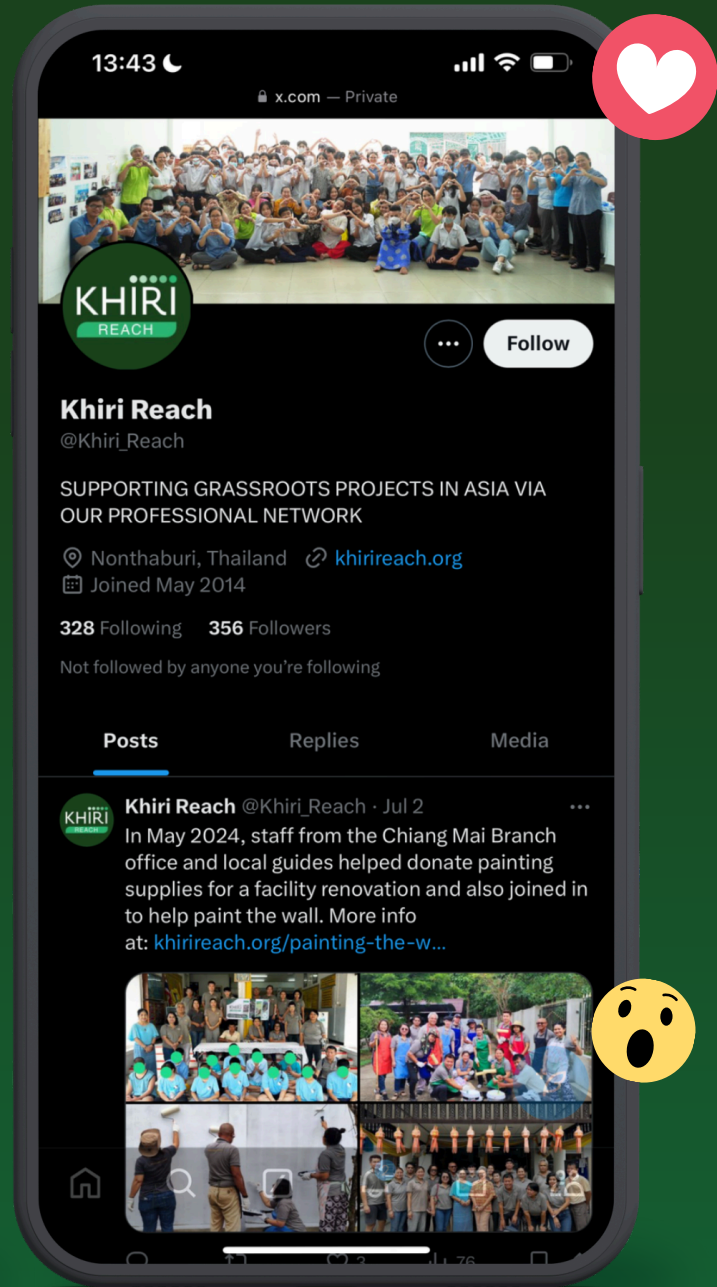 13:43
x.com — Private
KHIRI
REACH
Follow
Khiri Reach
@Khiri_Reach
SUPPORTING GRASSROOTS PROJECTS IN ASIA VIA
OUR PROFESSIONAL NETWORK
Nonthaburi, Thailand khirireach.org
Joined May 2014
328 Following 356 Followers
Not followed by anyone you're following
Posts Replies Media
KHIRI
REACH
Khiri Reach @Khiri_Reach · Jul 2
In May 2024, staff from the Chiang Mai Branch
office and local guides helped donate painting
supplies for a facility renovation and also joined in
to help paint the wall. More info
at: khirireach.org/painting-the-w...
3 76